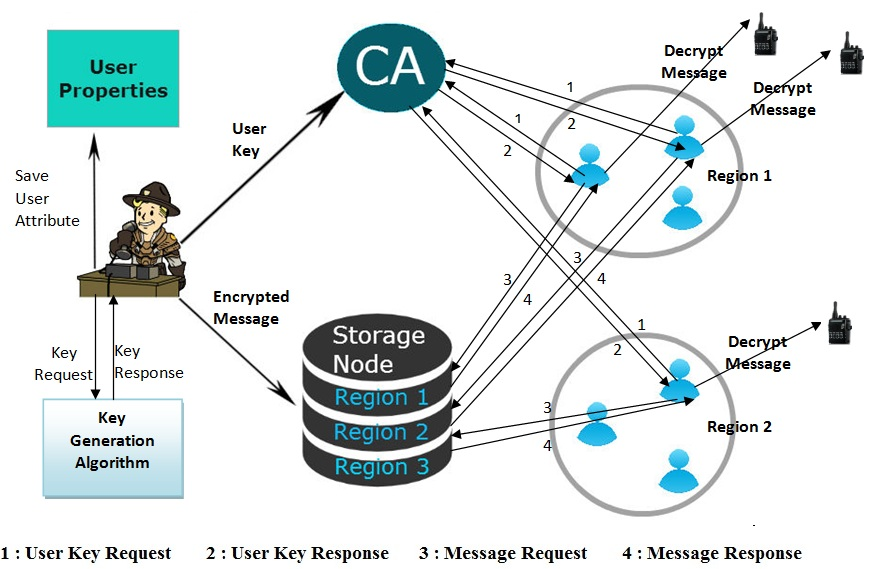 User
Properties
CA
Decrypt
Message
Decrypt
Message
User
Key
Save
User
Attribute
1
1
2
2
Region 1
Encrypted
Message
3
3
4
4
Storage
Node
Region 1
Region 2
Region 3
Key
Request
Key
Response
Key
Generation
Algorithm
1
2
Decrypt
Message
3
4
Region 2
1 : User Key Request 2 : User Key Response 3 : Message Request 4 : Message Response